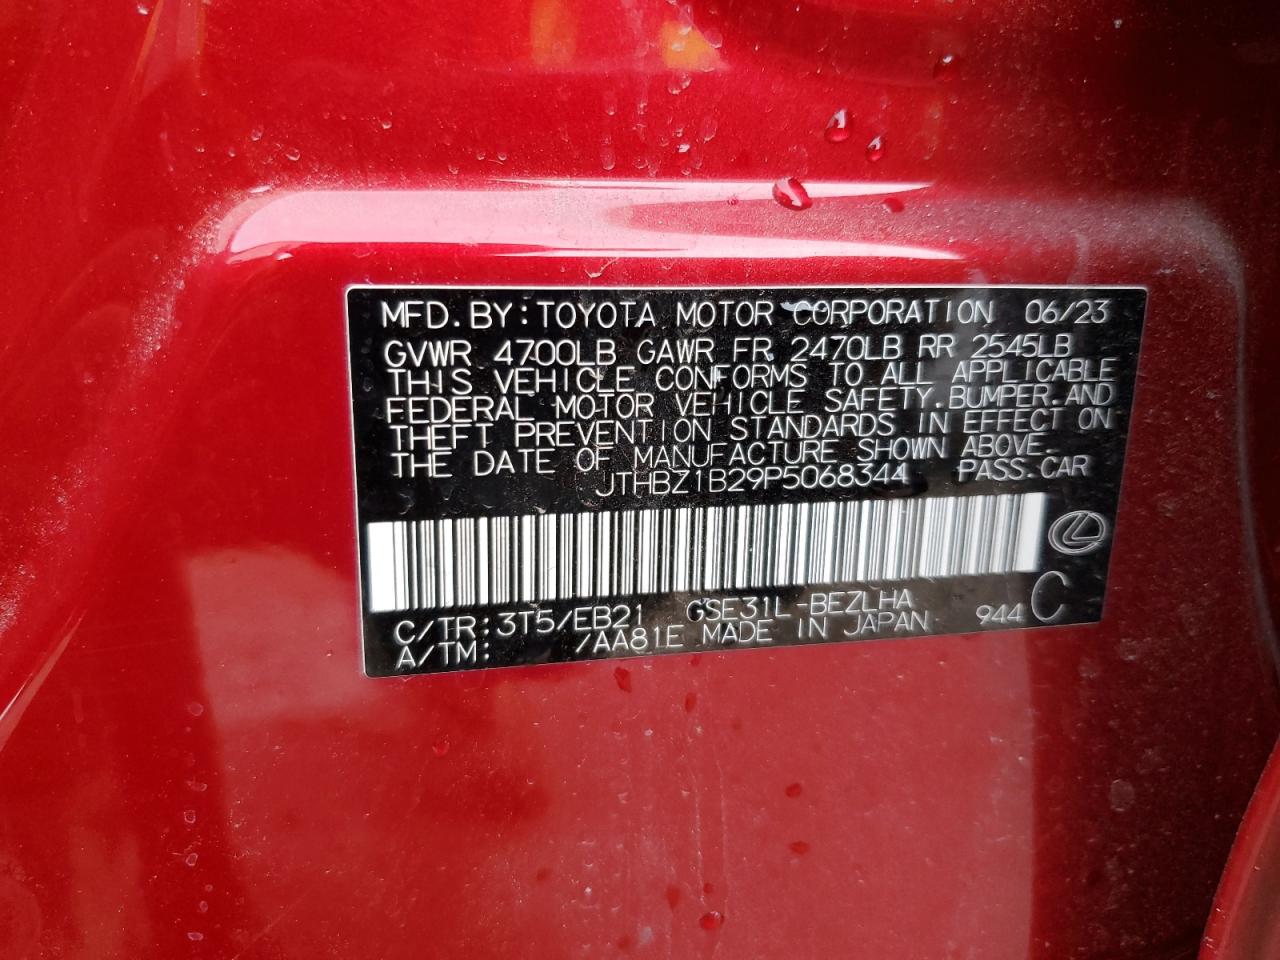 MFD. BY: TOYOTA MOTOR CORPORATION 06/23
GVWR 4700LB GAWR FR 2470LB RR 2545LB
THIS VEHICLE CONFORMS TO ALL APPLICABLE
FEDERAL MOTOR VEHICLE SAFETY, BUMPER, AND
THEFT PREVENTION STANDARDS IN EFFECT ON
THE DATE OF MANUFACTURE SHOWN ABOVE.
JTHBZ1B29P5068344 PASS. CAR
C/TR: 3T5/EB21 GSE31L-BEZLHA
A/TM: /AA81E MADE IN JAPAN 944 C